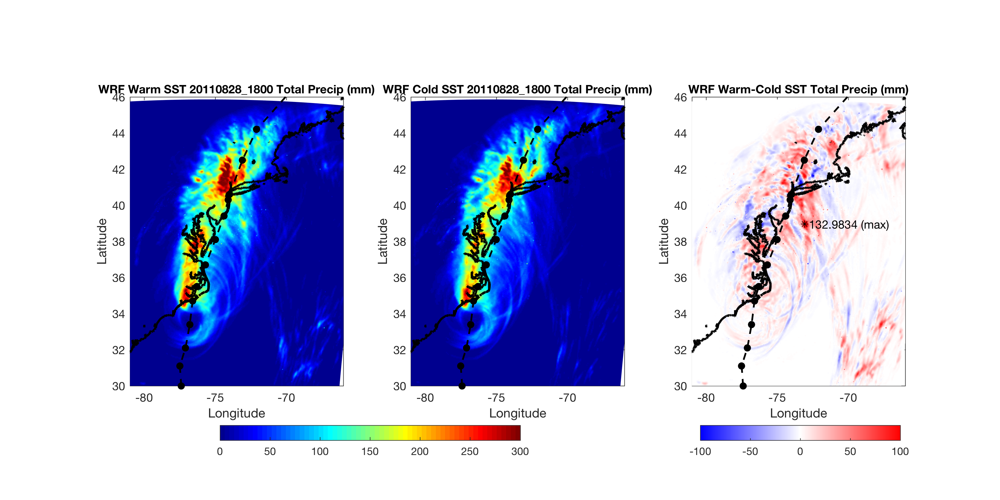 WRF Warm SST 20110828_1800 Total Precip (mm)
46
44
42
40
38
36
34
32
30
Latitude
-80 -75 -70
Longitude
WRF Cold SST 20110828_1800 Total Precip (mm)
46
44
42
40
38
36
34
32
30
Latitude
-80 -75 -70
Longitude
0 50 100 150 200 250 300
WRF Warm-Cold SST Total Precip (mm)
46
44
42
40
38
36
34
32
30
Latitude
*132.9834 (max)
-80 -75 -70
Longitude
-100 -50 0 50 100